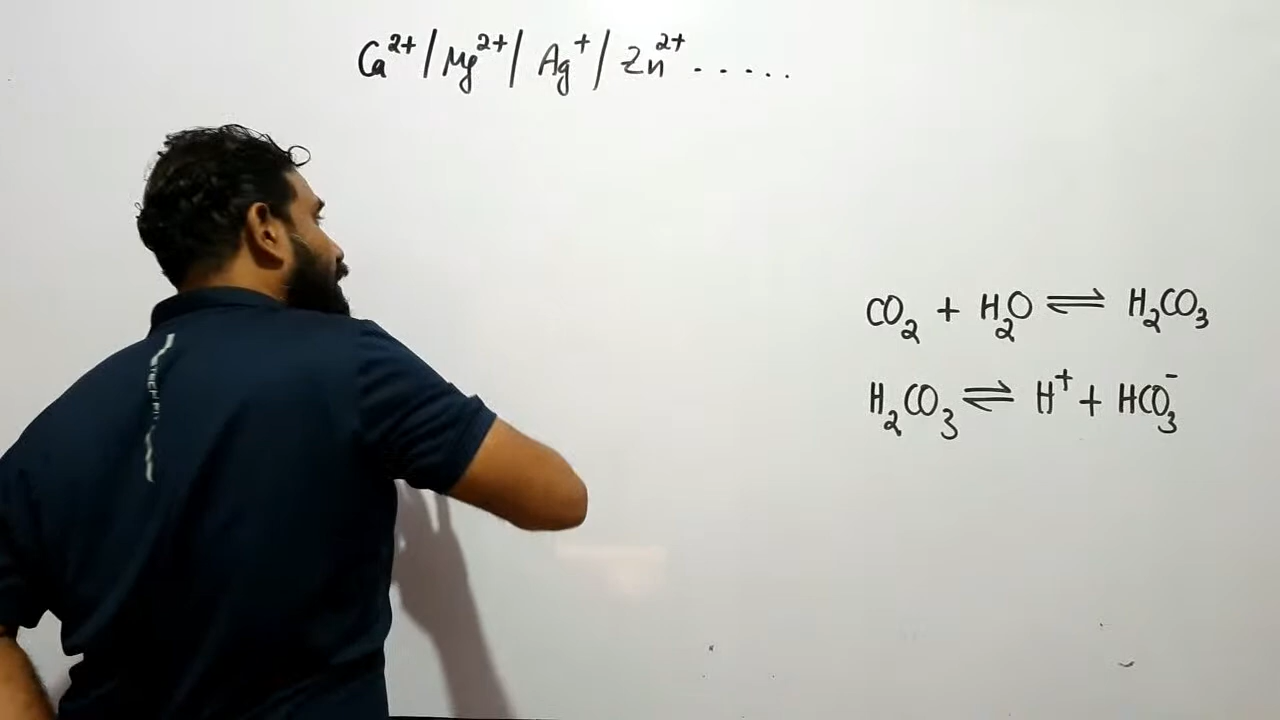 Ca²⁺ / Mg²⁺ / Ag⁺ / Zn²⁺ .....
CO₂ + H₂O ⇌ H₂CO₃
H₂CO₃ ⇌ H⁺ + HCO₃⁻